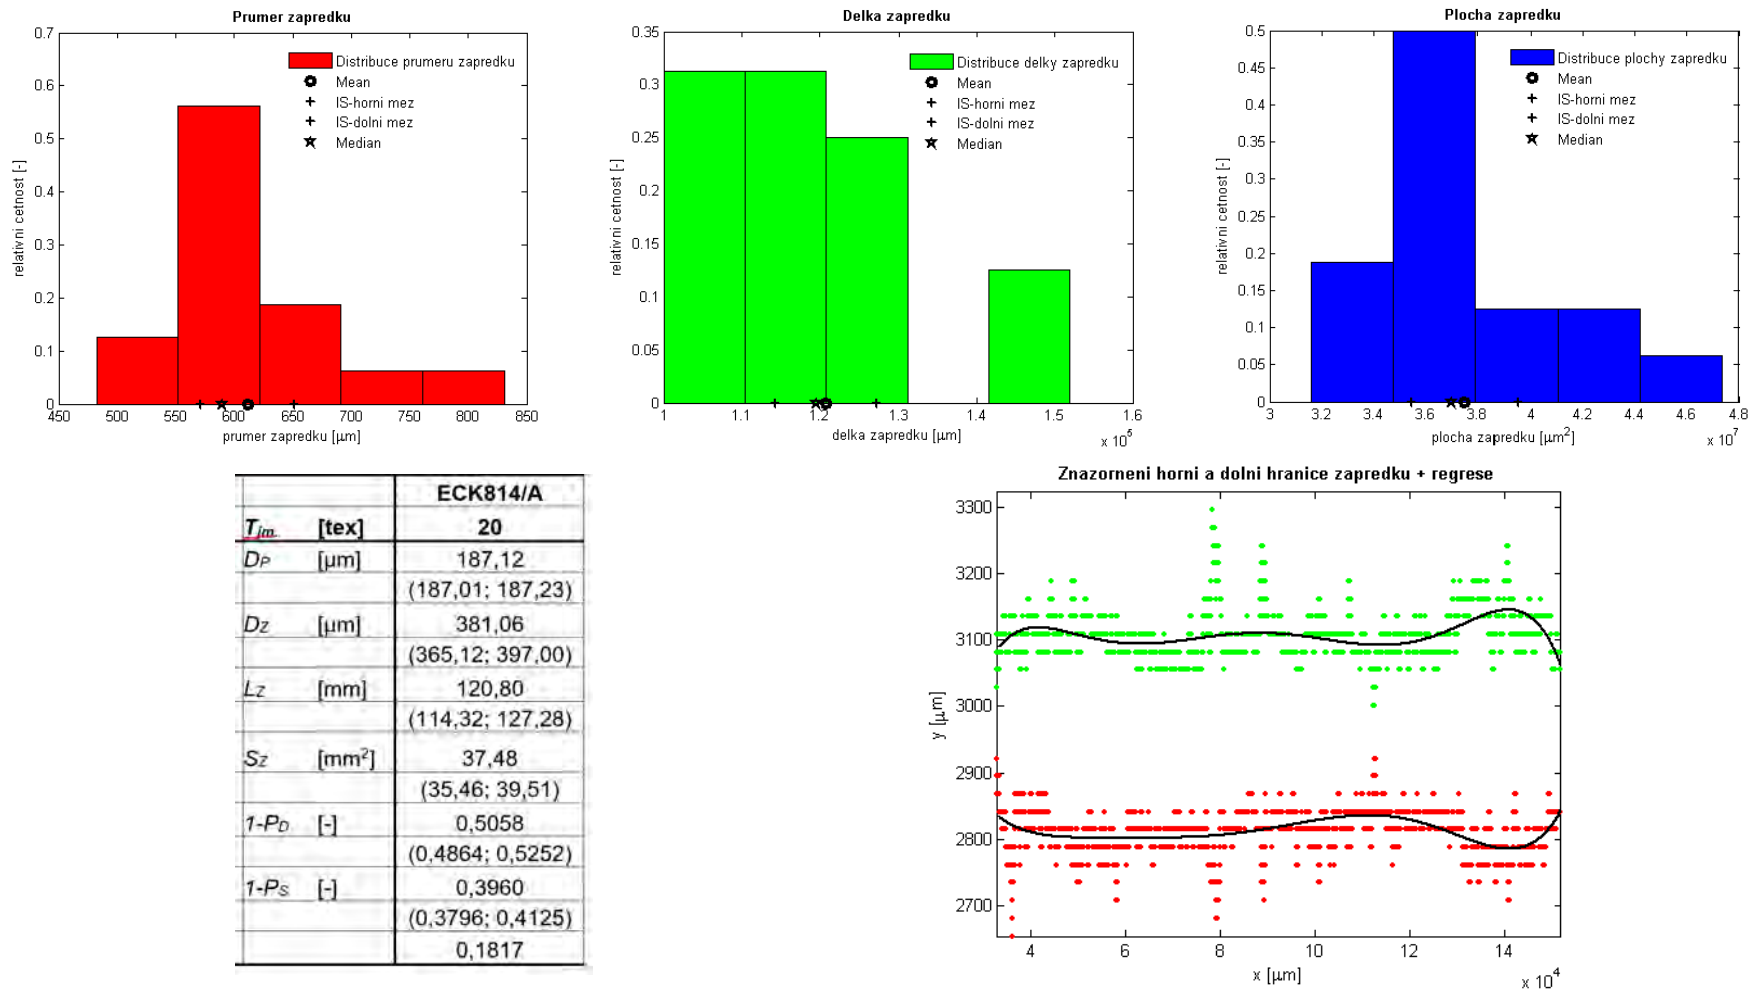 Prumer zapredku
0.7
0.6
0.5
0.4
0.3
0.2
0.1
0
450
500
550
600
650
700
750
800
850
relativni cetnost [-]
prumer zapredku [µm]
Distribuce prumeru zapredku
Mean
IS-horni mez
IS-dolni mez
Median
Delka zapredku
0.35
0.3
0.25
0.2
0.15
0.1
0.05
0
1
1.1
1.2
1.3
1.4
1.5
1.6
relativni cetnost [-]
delka zapredku [µm]
x 10⁵
Distribuce delky zapredku
Mean
IS-horni mez
IS-dolni mez
Median
Plocha zapredku
0.5
0.45
0.4
0.35
0.3
0.25
0.2
0.15
0.1
0.05
0
3
3.2
3.4
3.6
3.8
4
4.2
4.4
4.6
4.8
relativni cetnost [-]
plocha zapredku [µm²]
x 10⁷
Distribuce plochy zapredku
Mean
IS-horni mez
IS-dolni mez
Median
ECK814/A
Tjm [tex] 20
DP [µm] 187,12
(187,01; 187,23)
DZ [µm] 381,06
(365,12; 397,00)
LZ [mm] 120,80
(114,32; 127,28)
SZ [mm²] 37,48
(35,46; 39,51)
1-PD [-] 0,5058
(0,4864; 0,5252)
1-PS [-] 0,3960
(0,3796; 0,4125)
0,1817
Znazorneni horni a dolni hranice zapredku + regrese
3300
3200
3100
3000
2900
2800
2700
4
6
8
10
12
14
y [µm]
x [µm]
x 10⁴